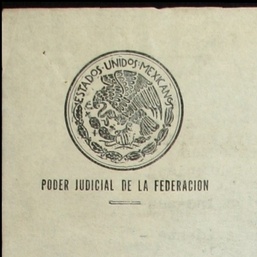 ESTADOS·UNIDOS·MEXICANOS
PODER JUDICIAL DE LA FEDERACION